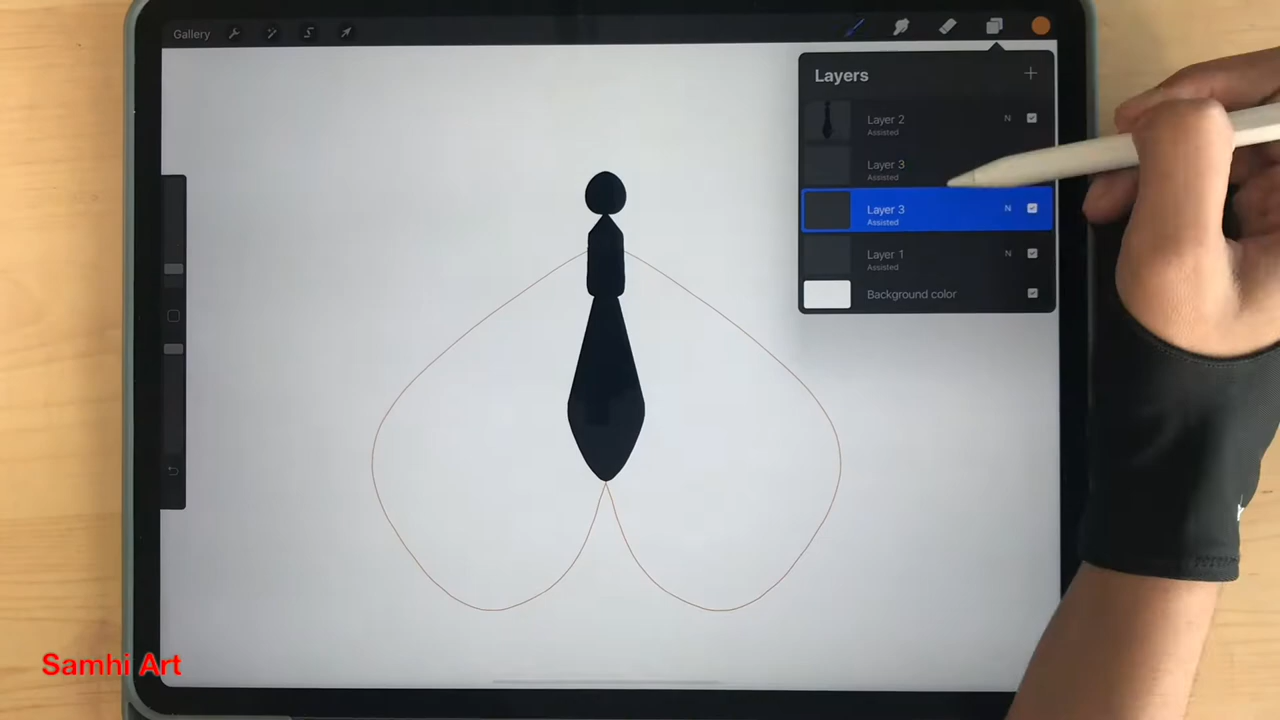 Gallery
S
Layers
Layer 2
Assisted
N
Layer 3
Assisted
Layer 3
Assisted
N
Layer 1
Assisted
N
Background color
Samhi Art